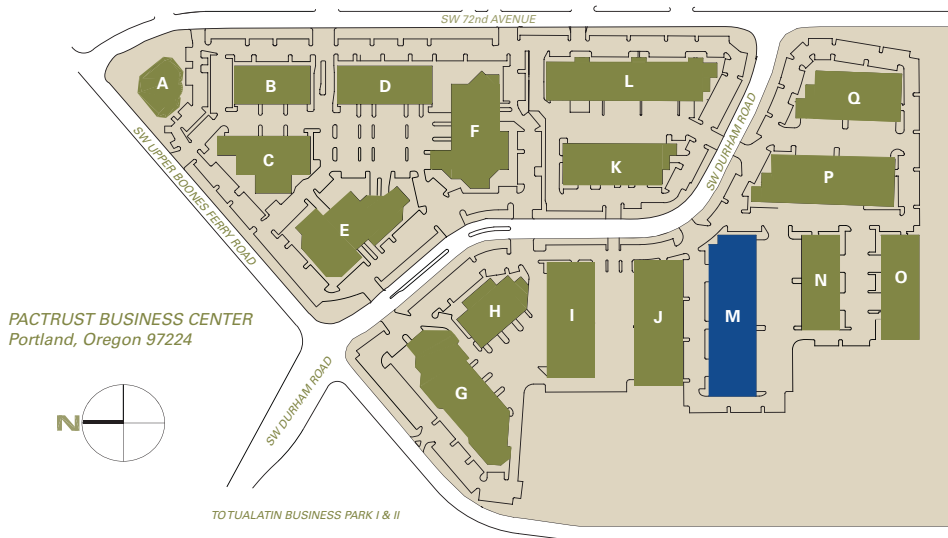 SW 72nd AVENUE
A
B
D
L
Q
F
C
K
P
SW DURHAM ROAD
SW UPPER BOONES FERRY ROAD
E
N
O
H
I
J
M
PACTRUST BUSINESS CENTER
Portland, Oregon 97224
G
SW DURHAM ROAD
N
TO TUALATIN BUSINESS PARK I & II